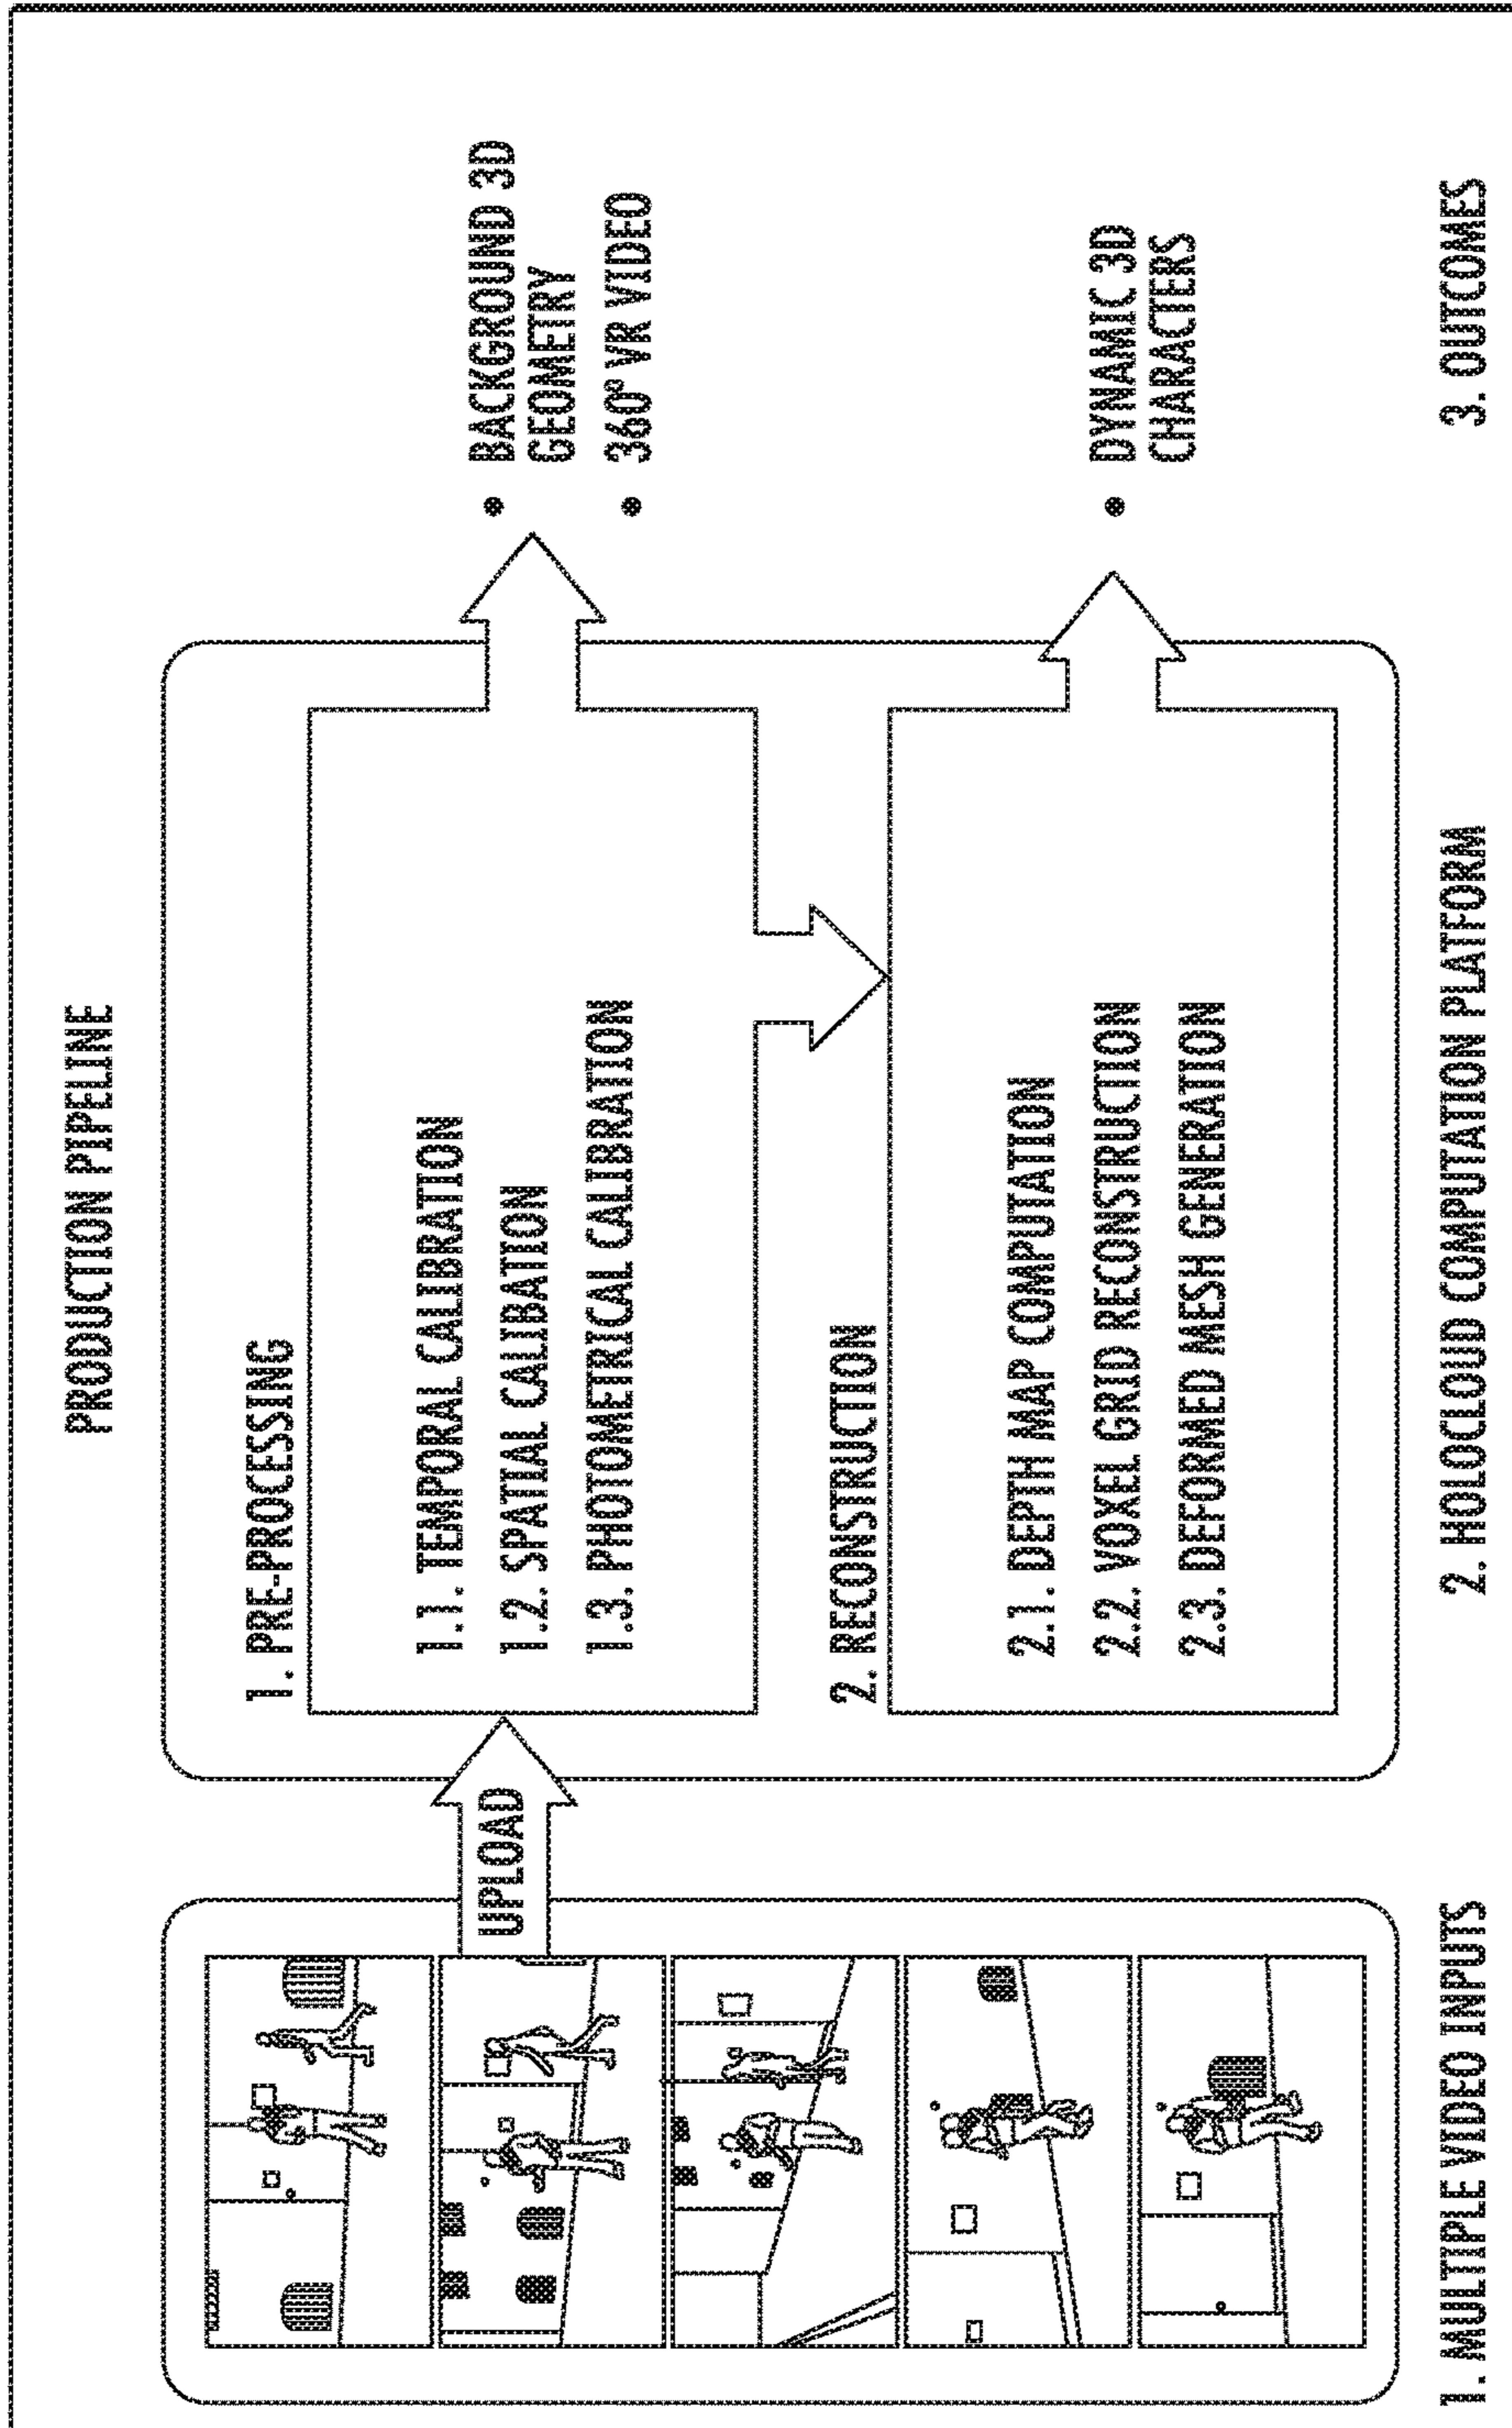 PRODUCTION PIPELINE
UPLOAD
1. PRE-PROCESSING
1.1. TEMPORAL CALIBRATION
1.2. SPATIAL CALIBATION
1.3. PHOTOMETRICAL CALIBRATION
2. RECONSTRUCTION
2.1. DEPTH MAP COMPUTATION
2.2. VOXEL GRID RECONSTRUCTION
2.3. DEFORMED MESH GENERATION
• BACKGROUND 3D
GEOMETRY
• 360° VR VIDEO
• DYNAMIC 3D
CHARACTERS
1. MULTIPLE VIDEO INPUTS
2. HOLOCLOUD COMPUTATION PLATFORM
3. OUTCOMES